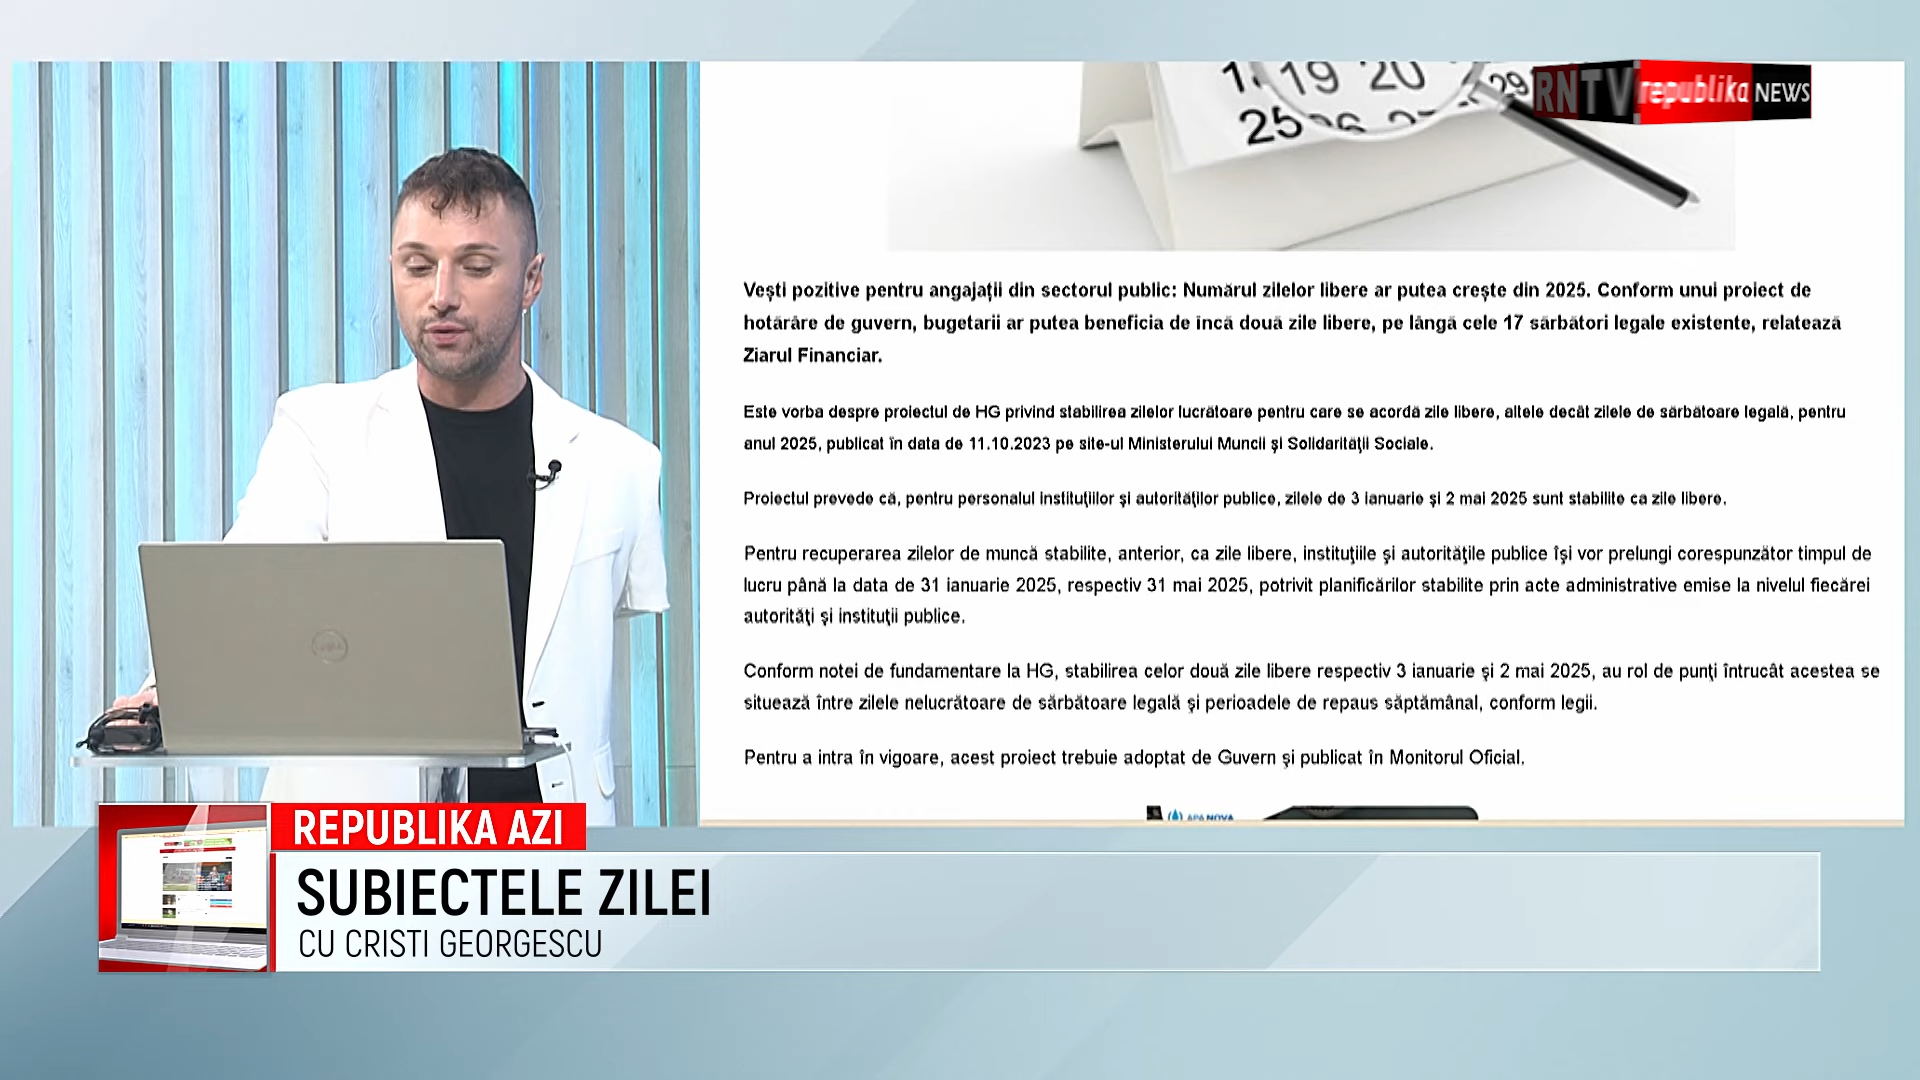 19 20
29
25 26 27
RNTV republika NEWS
Vești pozitive pentru angajații din sectorul public: Numărul zilelor libere ar putea crește din 2025. Conform unui proiect de
hotărâre de guvern, bugetarii ar putea beneficia de încă două zile libere, pe lângă cele 17 sărbători legale existente, relatează
Ziarul Financiar.
Este vorba despre proiectul de HG privind stabilirea zilelor lucrătoare pentru care se acordă zile libere, altele decât zilele de sărbătoare legală, pentru
anul 2025, publicat în data de 11.10.2023 pe site-ul Ministerului Muncii și Solidarității Sociale.
Proiectul prevede că, pentru personalul instituțiilor și autorităților publice, zilele de 3 ianuarie și 2 mai 2025 sunt stabilite ca zile libere.
Pentru recuperarea zilelor de muncă stabilite, anterior, ca zile libere, instituțiile și autoritățile publice își vor prelungi corespunzător timpul de
lucru până la data de 31 ianuarie 2025, respectiv 31 mai 2025, potrivit planificărilor stabilite prin acte administrative emise la nivelul fiecărei
autorități și instituții publice.
Conform notei de fundamentare la HG, stabilirea celor două zile libere respectiv 3 ianuarie și 2 mai 2025, au rol de punți întrucât acestea se
situează între zilele nelucrătoare de sărbătoare legală și perioadele de repaus săptămânal, conform legii.
Pentru a intra în vigoare, acest proiect trebuie adoptat de Guvern și publicat în Monitorul Oficial.
APA NOVA
REPUBLIKA AZI
SUBIECTELE ZILEI
CU CRISTI GEORGESCU